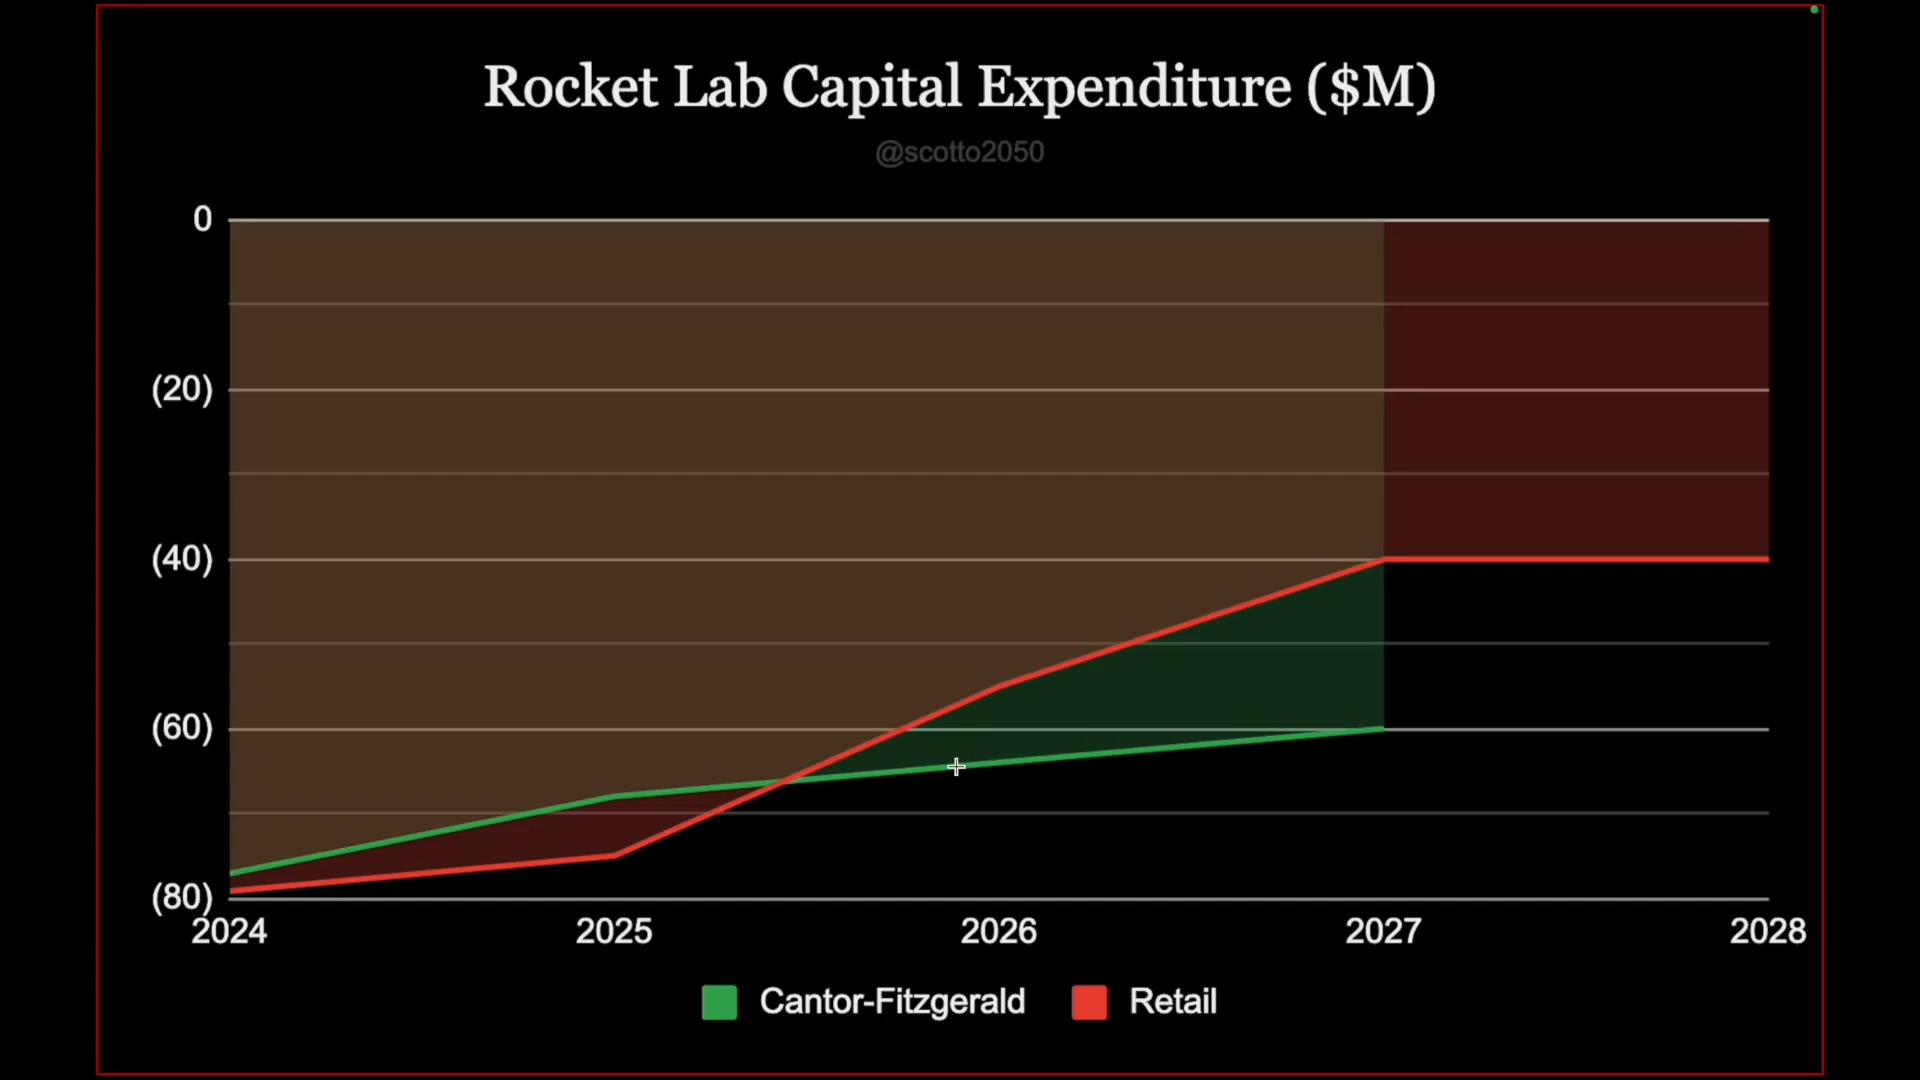 Rocket Lab Capital Expenditure ($M)
@scotto2050
0
(20)
(40)
(60)
(80)
2024 2025 2026 2027 2028
Cantor-Fitzgerald Retail